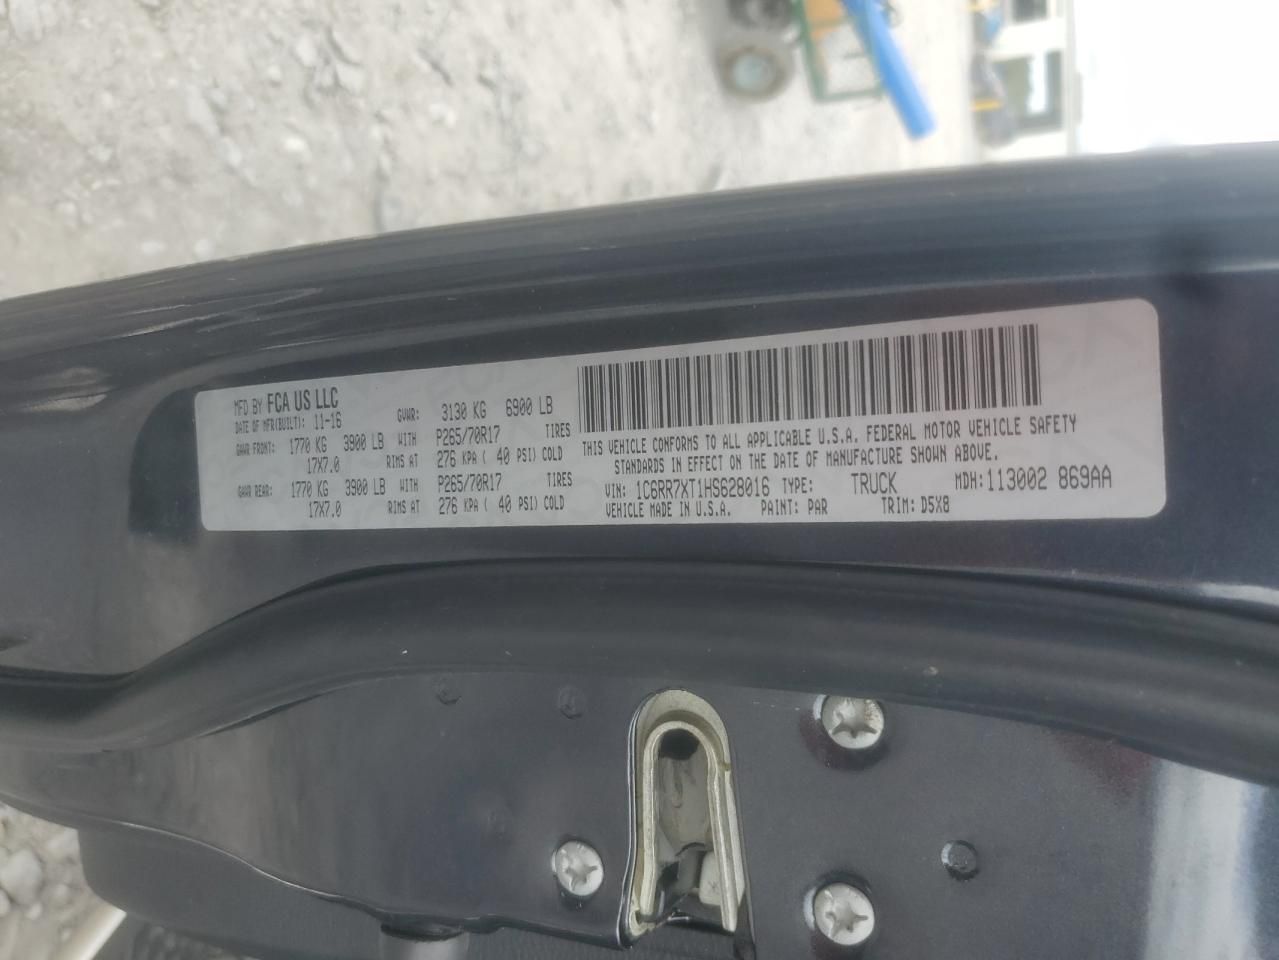 MFD BY FCA US LLC
DATE OF MFR(BUILT): 11-16 GVWR: 3130 KG 6900 LB
GAWR FRONT: 1770 KG 3900 LB WITH P265/70R17 TIRES
17X7.0 RIMS AT 276 KPA ( 40 PSI) COLD
GAWR REAR: 1770 KG 3900 LB WITH P265/70R17 TIRES
17X7.0 RIMS AT 276 KPA ( 40 PSI) COLD
THIS VEHICLE CONFORMS TO ALL APPLICABLE U.S.A. FEDERAL MOTOR VEHICLE SAFETY
STANDARDS IN EFFECT ON THE DATE OF MANUFACTURE SHOWN ABOVE.
VIN: 1C6RR7XT1HS628016 TYPE: TRUCK MDH: 113002 869AA
VEHICLE MADE IN U.S.A. PAINT: PAR TRIM: D5X8